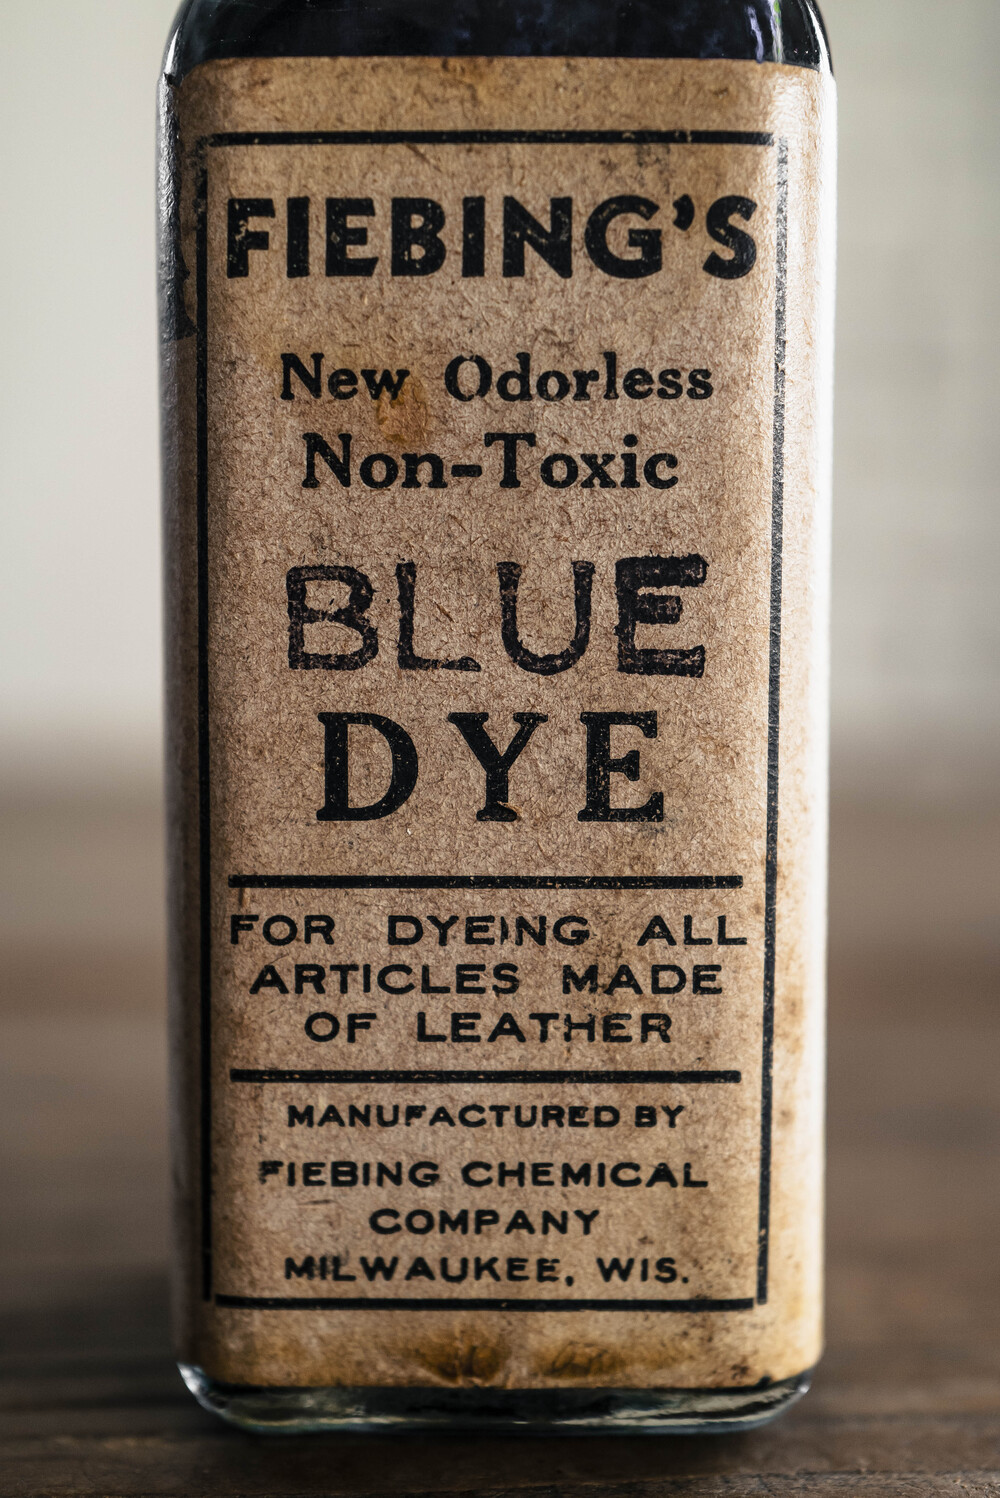 FIEBING'S
New Odorless
Non-Toxic
BLUE
DYE
FOR DYEING ALL
ARTICLES MADE
OF LEATHER
MANUFACTURED BY
FIEBING CHEMICAL
COMPANY
MILWAUKEE, WIS.